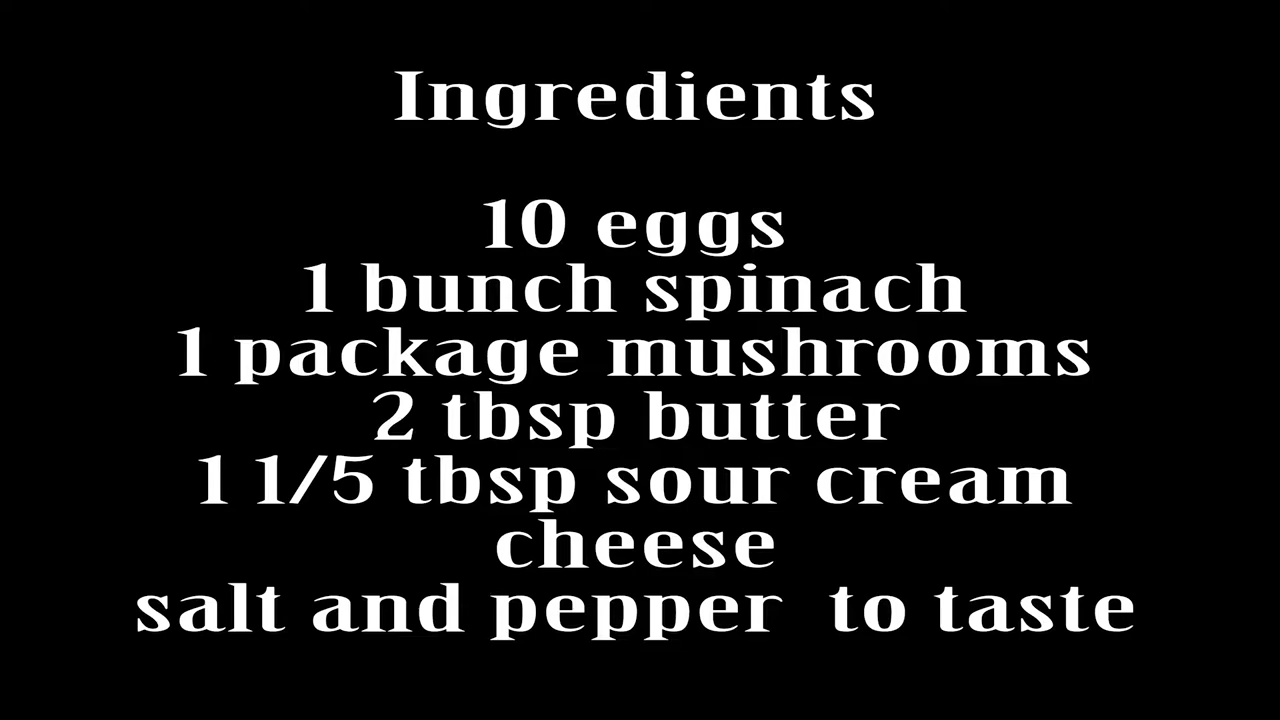 Ingredients
10 eggs
1 bunch spinach
1 package mushrooms
2 tbsp butter
1 1/5 tbsp sour cream
cheese
salt and pepper to taste